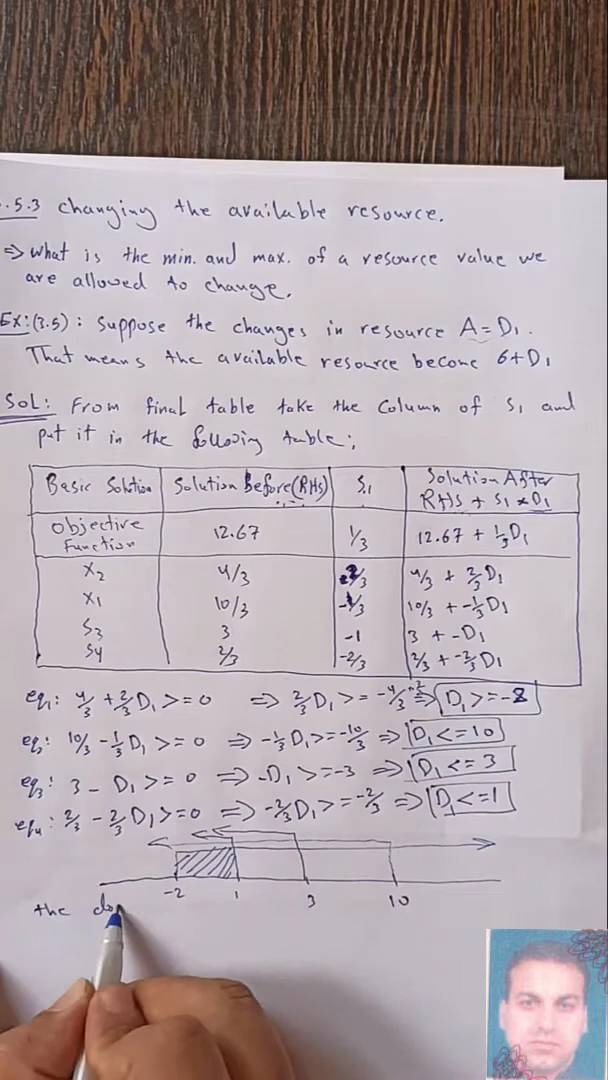 .5.3 changing the available resource.
=> what is the min. and max. of a resource value we
are allowed to change.
Ex:(3.5): suppose the changes in resource A=D1.
That means the available resource become 6+D1
SOL: From final table take the column of S1 and
put it in the following table:
Basic Solution Solution Before(RHS) S1 Solution After RHS + S1*D1
Objective Function 12.67 1/3 12.67 + 1/3 D1
X2 4/3 2/3 4/3 + 2/3 D1
X1 10/3 -1/3 10/3 + -1/3 D1
S3 3 -1 3 + -D1
S4 2/3 -2/3 2/3 + -2/3 D1
eq1: 4/3 + 2/3 D1 >= 0 => 2/3 D1 >= -4/3 => D1 >= -2
eq2: 10/3 - 1/3 D1 >= 0 => -1/3 D1 >= -10/3 => D1 <= 10
eq3: 3 - D1 >= 0 => -D1 >= -3 => D1 <= 3
eq4: 2/3 - 2/3 D1 >= 0 => -2/3 D1 >= -2/3 => D1 <= 1
-2 1 3 10
the